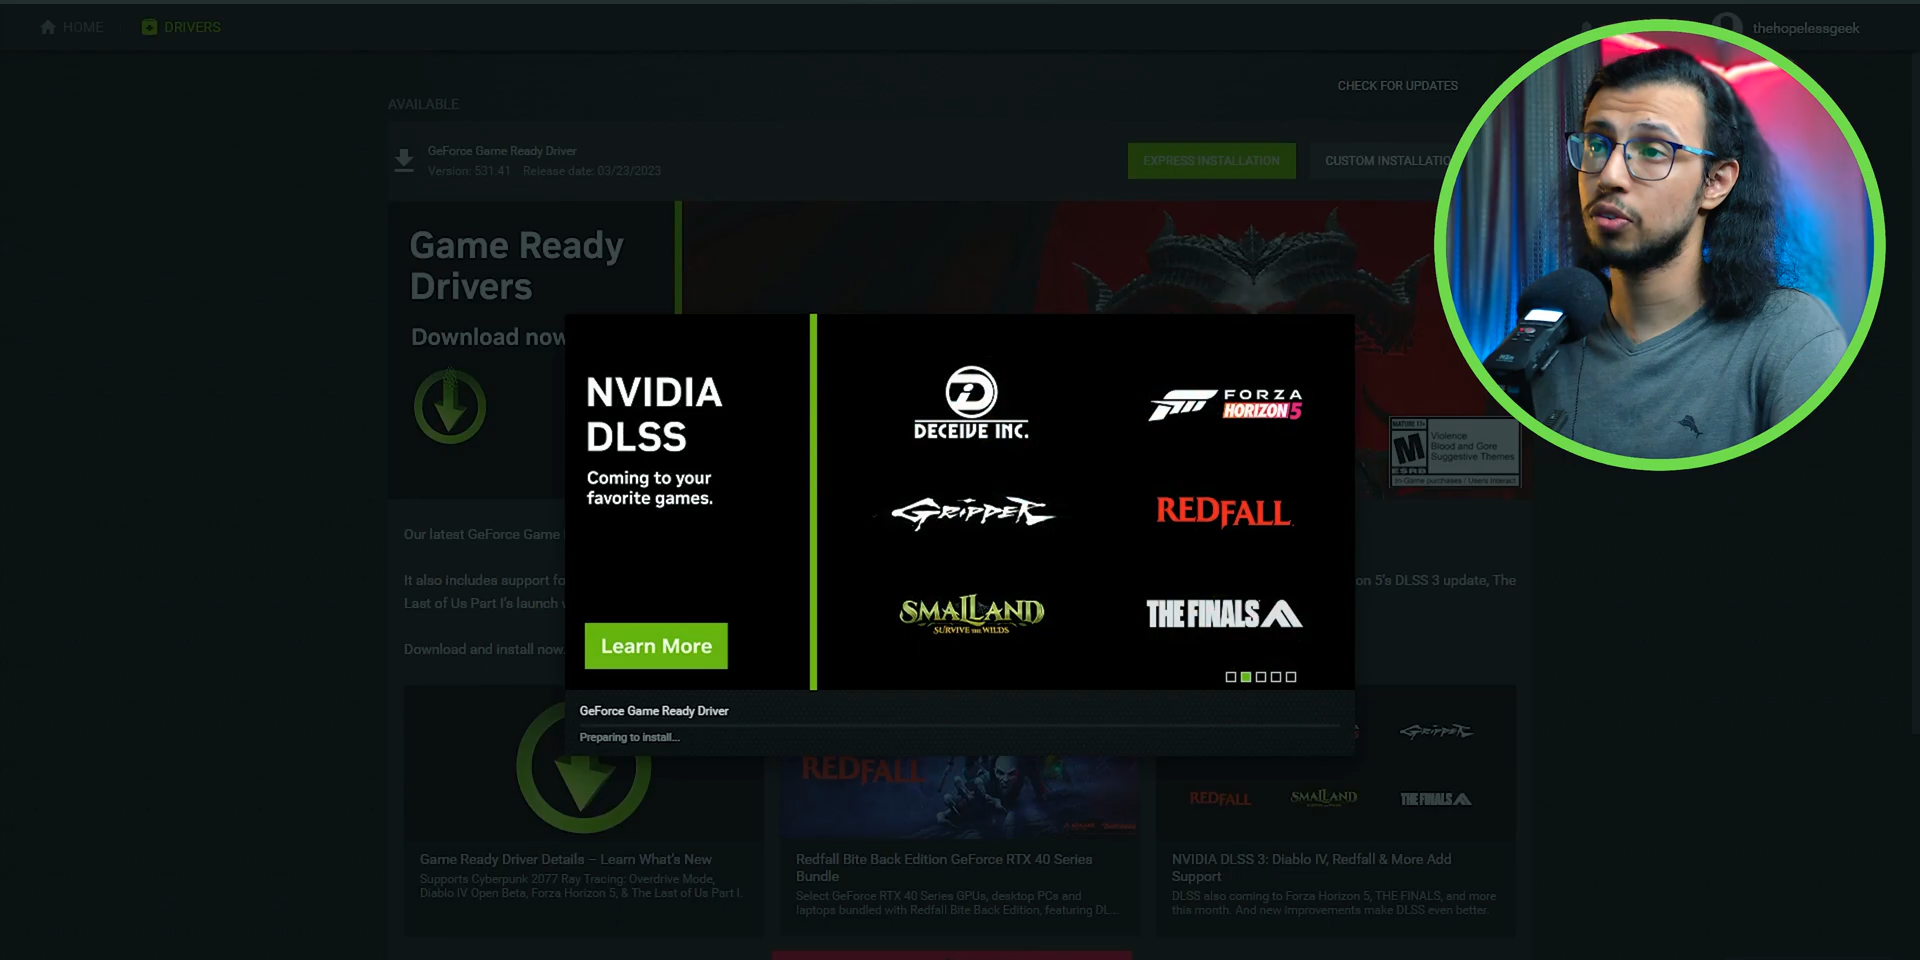 HOME
DRIVERS
thehopelessgeek
CHECK FOR UPDATES
AVAILABLE
GeForce Game Ready Driver
Version: 531.41 Release date: 03/23/2023
EXPRESS INSTALLATION
CUSTOM INSTALLATIO
Game Ready
Drivers
Download now
MATURE 17+
M
ESRB
Violence
Blood and Gore
Suggestive Themes
In-Game purchases / Users Interact
NVIDIA
DLSS
Coming to your
favorite games.
Learn More
DECEIVE INC.
FORZA
HORIZON 5
GRIPPER
REDFALL
SMALLAND
SURVIVE THE WILDS
THE FINALS
GeForce Game Ready Driver
Preparing to install...
Our latest GeForce Game
It also includes support fo
on 5's DLSS 3 update, The
Last of Us Part I's launch
Download and install now.
REDFALL
GRIPPER
REDFALL
SMALLAND
THE FINALS
Game Ready Driver Details – Learn What's New
Supports Cyberpunk 2077 Ray Tracing: Overdrive Mode,
Diablo IV Open Beta, Forza Horizon 5, & The Last of Us Part I.
Redfall Bite Back Edition GeForce RTX 40 Series
Bundle
Select GeForce RTX 40 Series GPUs, desktop PCs and
laptops bundled with Redfall Bite Back Edition, featuring DL...
NVIDIA DLSS 3: Diablo IV, Redfall & More Add
Support
DLSS also coming to Forza Horizon 5, THE FINALS, and more
this month. And new improvements make DLSS even better.